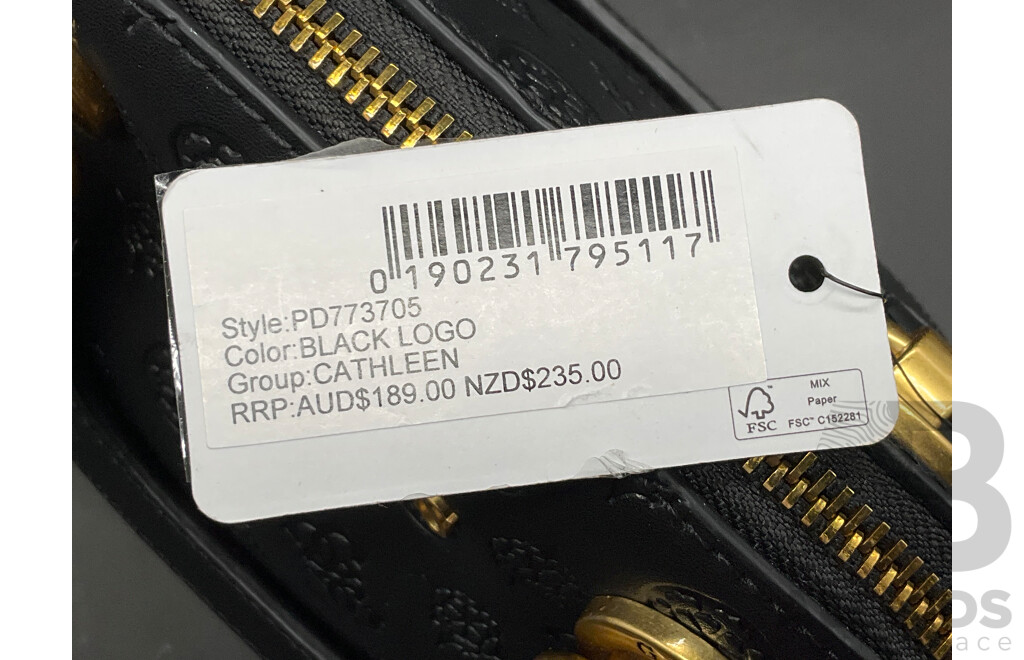 0 190231 795117
Style:PD773705
Color:BLACK LOGO
Group:CATHLEEN
RRP:AUD$189.00 NZD$235.00
FSC™
MIX
Paper
FSC™ C152281